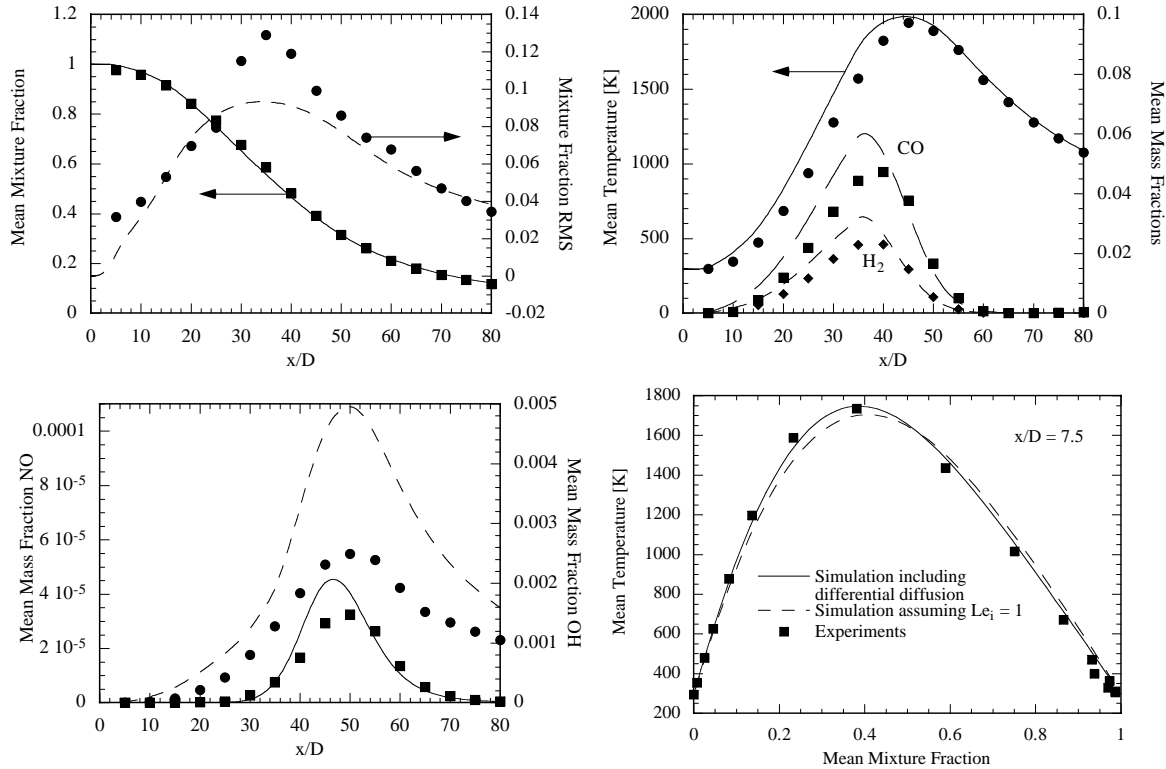 1.2
1
0.8
0.6
0.4
0.2
0
Mean Mixture Fraction
0.14
0.12
0.1
0.08
0.06
0.04
0.02
0
-0.02
Mixture Fraction RMS
0 10 20 30 40 50 60 70 80
x/D
2000
1500
1000
500
0
Mean Temperature [K]
CO
H2
0.1
0.08
0.06
0.04
0.02
0
Mean Mass Fractions
0 10 20 30 40 50 60 70 80
x/D
0.0001
8 10-5
6 10-5
4 10-5
2 10-5
0
Mean Mass Fraction NO
0.005
0.004
0.003
0.002
0.001
0
Mean Mass Fraction OH
0 10 20 30 40 50 60 70 80
x/D
1800
1600
1400
1200
1000
800
600
400
200
Mean Temperature [K]
x/D = 7.5
Simulation including
differential diffusion
Simulation assuming Lei = 1
Experiments
0 0.2 0.4 0.6 0.8 1
Mean Mixture Fraction